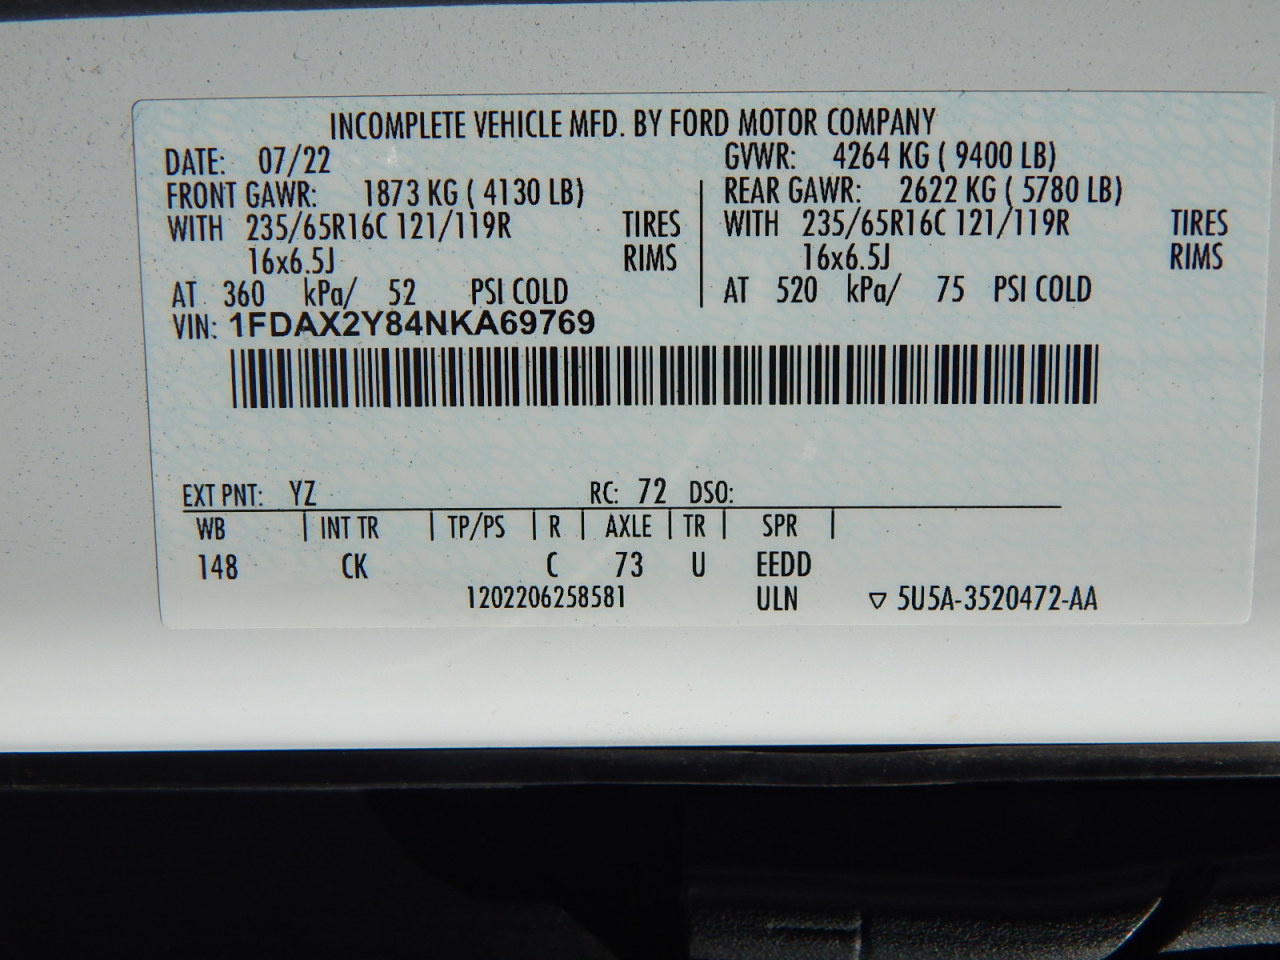 INCOMPLETE VEHICLE MFD. BY FORD MOTOR COMPANY
DATE: 07/22 GVWR: 4264 KG ( 9400 LB)
FRONT GAWR: 1873 KG ( 4130 LB) REAR GAWR: 2622 KG ( 5780 LB)
WITH 235/65R16C 121/119R TIRES WITH 235/65R16C 121/119R TIRES
16x6.5J RIMS 16x6.5J RIMS
AT 360 kPa/ 52 PSI COLD AT 520 kPa/ 75 PSI COLD
VIN: 1FDAX2Y84NKA69769
EXT PNT: YZ RC: 72 DSO:
WB INT TR TP/PS R AXLE TR SPR
148 CK C 73 U EEDD
1202206258581 ULN ▽ 5U5A-3520472-AA